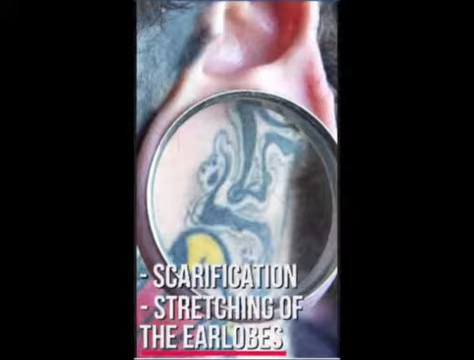 - SCARIFICATION
- STRETCHING OF
THE EARLOBES